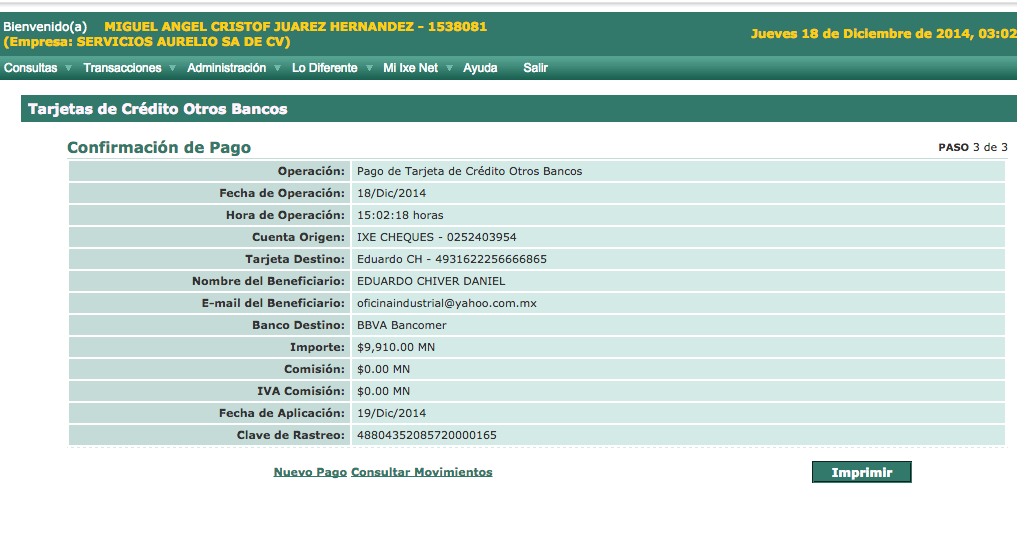 Bienvenido(a) MIGUEL ANGEL CRISTOF JUAREZ HERNANDEZ - 1538081
(Empresa: SERVICIOS AURELIO SA DE CV)
Jueves 18 de Diciembre de 2014, 03:02
Consultas Transacciones Administración Lo Diferente Mi Ixe Net Ayuda Salir
Tarjetas de Crédito Otros Bancos
Confirmación de Pago PASO 3 de 3
Operación: Pago de Tarjeta de Crédito Otros Bancos
Fecha de Operación: 18/Dic/2014
Hora de Operación: 15:02:18 horas
Cuenta Origen: IXE CHEQUES - 0252403954
Tarjeta Destino: Eduardo CH - 4931622256666865
Nombre del Beneficiario: EDUARDO CHIVER DANIEL
E-mail del Beneficiario: oficinaindustrial@yahoo.com.mx
Banco Destino: BBVA Bancomer
Importe: $9,910.00 MN
Comisión: $0.00 MN
IVA Comisión: $0.00 MN
Fecha de Aplicación: 19/Dic/2014
Clave de Rastreo: 48804352085720000165
Nuevo Pago Consultar Movimientos Imprimir